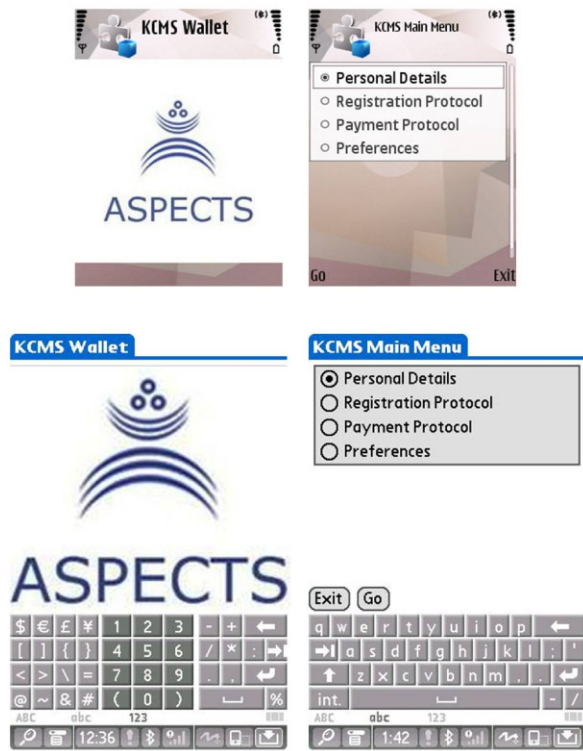 KCMS Wallet
ASPECTS
KCMS Main Menu
Personal Details
Registration Protocol
Payment Protocol
Preferences
Go Exit
KCMS Wallet
ASPECTS
$ € £ ¥ 1 2 3 - +
[ ] { } 4 5 6 / * :
< > \ = 7 8 9 . ,
@ ~ & # ( 0 ) %
ABC abc 123
12:36
KCMS Main Menu
Personal Details
Registration Protocol
Payment Protocol
Preferences
Exit Go
q w e r t y u i o p
a s d f g h j k l : '
z x c v b n m , .
int. - /
ABC abc 123
1:42